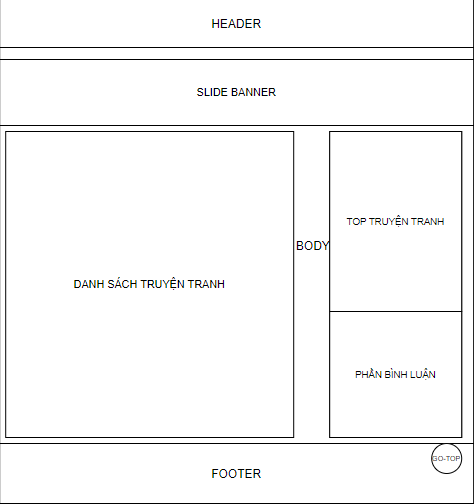 HEADER
SLIDE BANNER
DANH SÁCH TRUYỆN TRANH
BODY
TOP TRUYỆN TRANH
PHẦN BÌNH LUẬN
GO-TOP
FOOTER